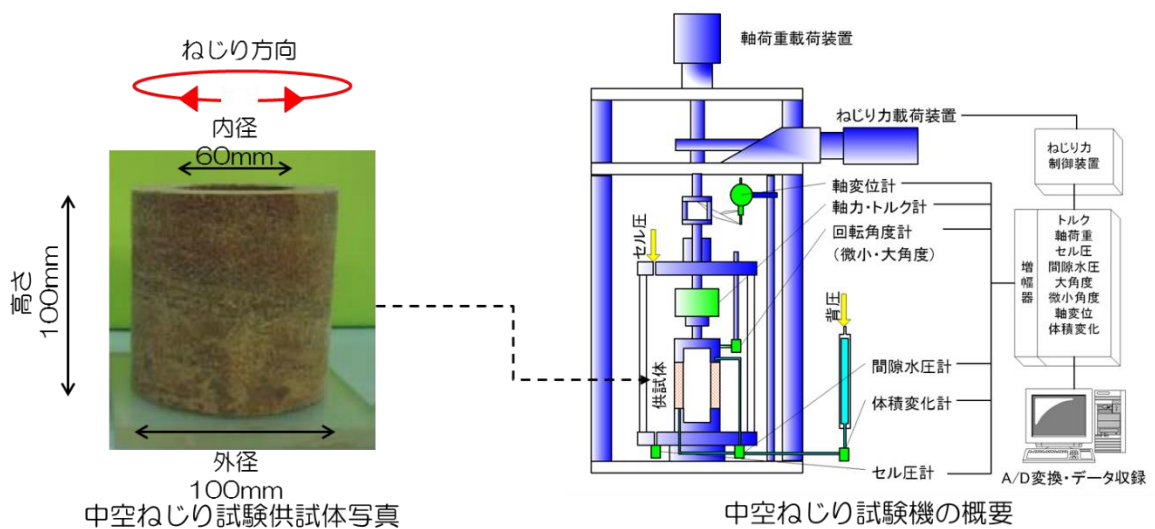 ねじり方向
内径
60mm
高さ
100mm
外径
100mm
中空ねじり試験供試体写真
軸荷重載荷装置
ねじり力載荷装置
ねじり力
制御装置
軸変位計
軸力・トルク計
回転角度計
(微小・大角度)
セル圧
供試体
背圧
間隙水圧計
体積変化計
セル圧計
増幅器
トルク
軸荷重
セル圧
間隙水圧
大角度
微小角度
軸変位
体積変化
A/D変換・データ収録
中空ねじり試験機の概要